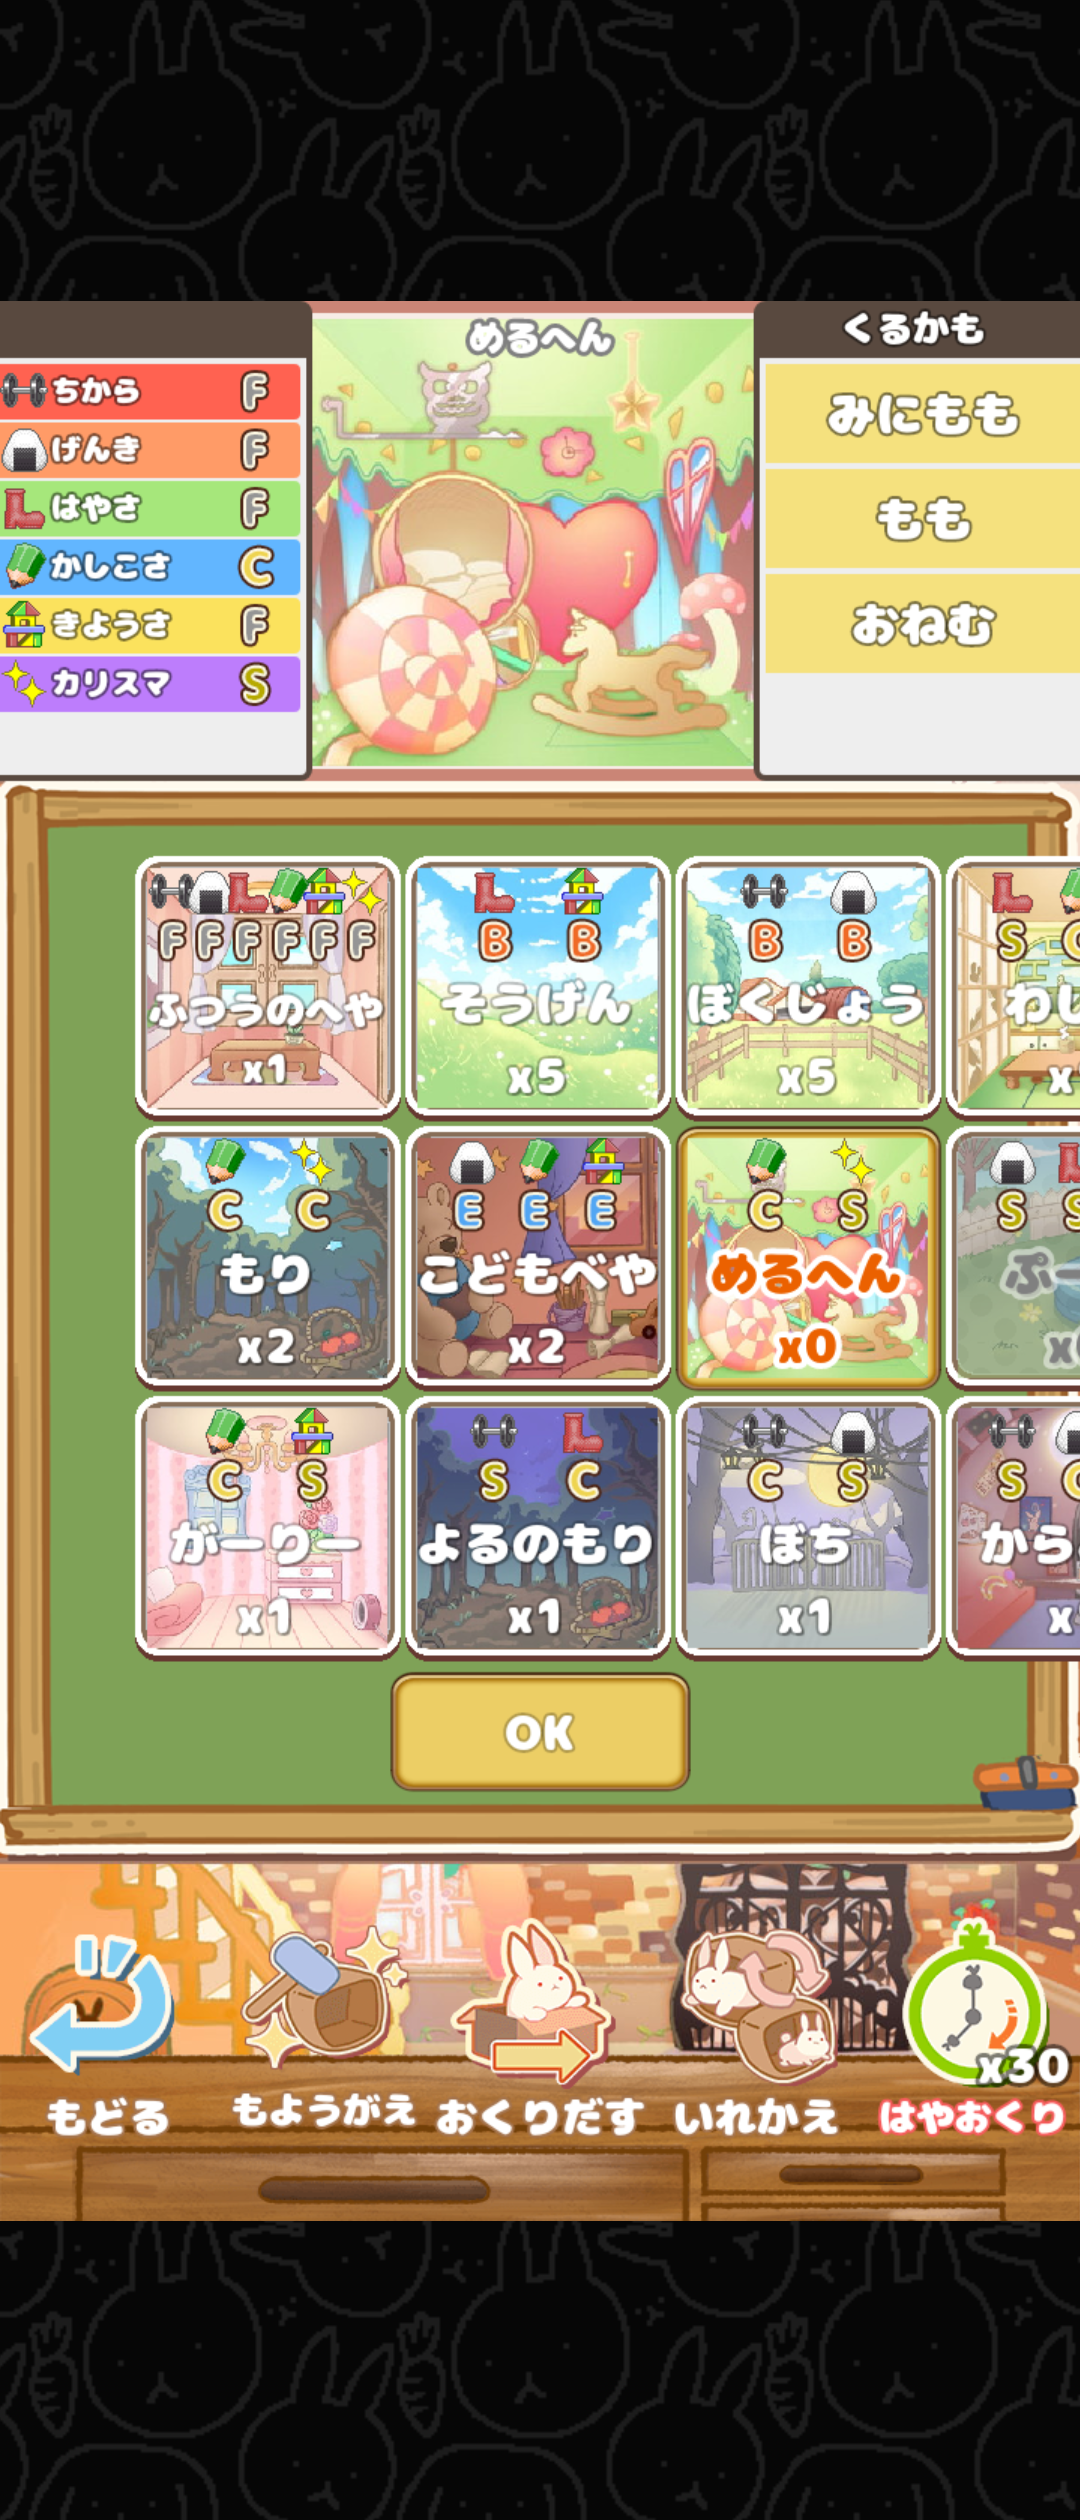 めるへん
くるかも
ちから F
げんき F
はやさ F
かしこさ C
きようさ F
カリスマ S
みにもも
もも
おねむ
F F F F F F
ふつうのへや
x1
B B
そうげん
x5
B B
ぼくじょう
x5
S
わ
x
C C
もり
x2
E E E
こどもべや
x2
C S
めるへん
x0
S S
ぷー
C S
がーりー
x1
S C
よるのもり
x1
C S
ぼち
x1
S
から
x
OK
x30
もどる
もようがえ
おくりだす
いれかえ
はやおくり